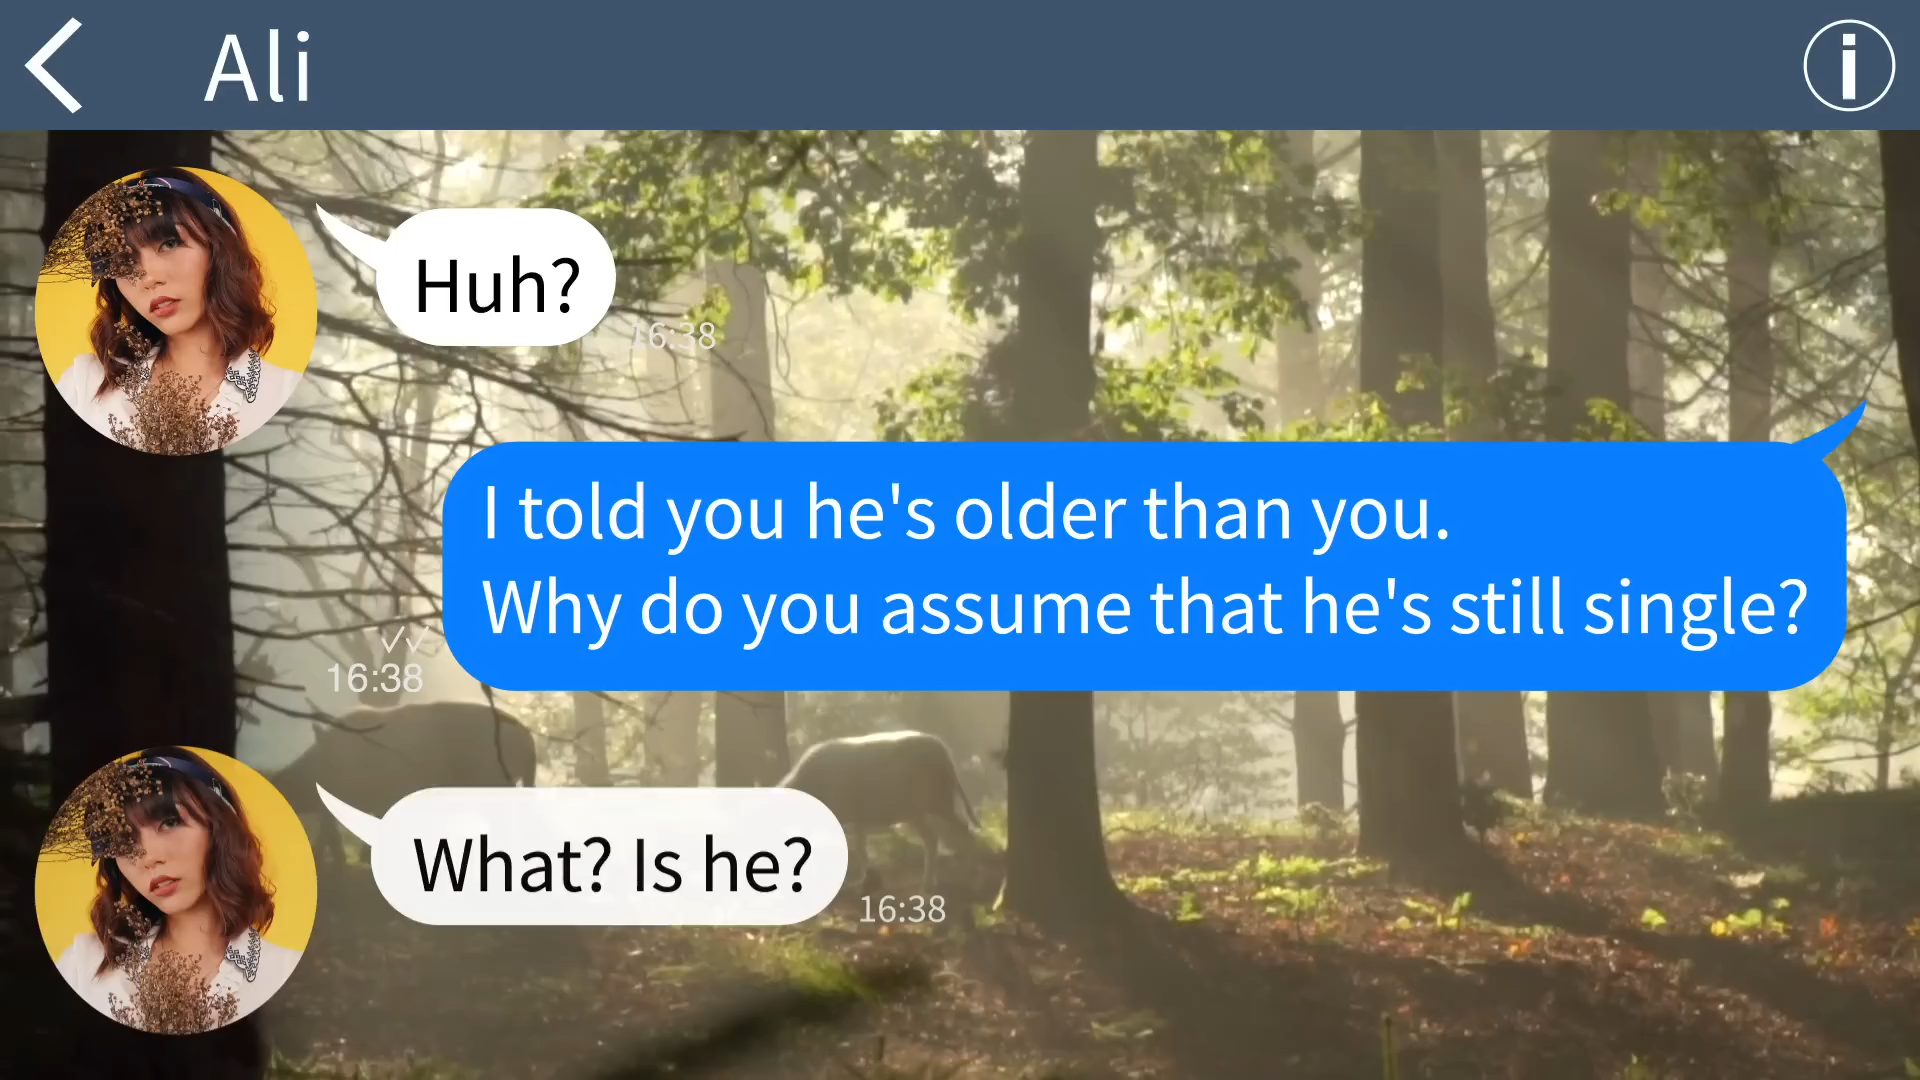 Ali
Huh?
16:38
I told you he's older than you.
Why do you assume that he's still single?
16:38
What? Is he?
16:38